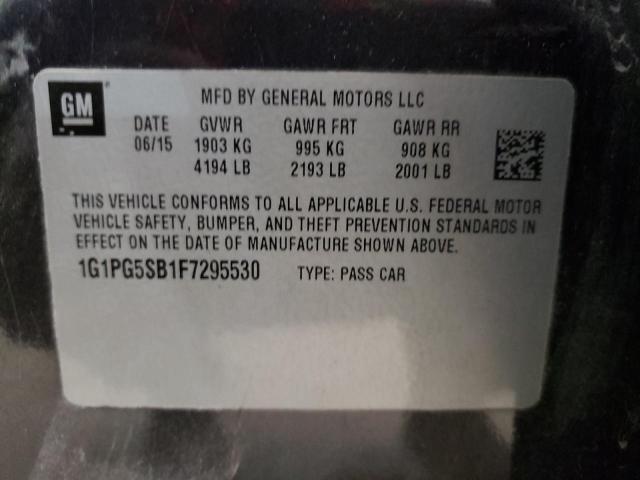 GM
MFD BY GENERAL MOTORS LLC
DATE GVWR GAWR FRT GAWR RR
06/15 1903 KG 995 KG 908 KG
4194 LB 2193 LB 2001 LB
THIS VEHICLE CONFORMS TO ALL APPLICABLE U.S. FEDERAL MOTOR
VEHICLE SAFETY, BUMPER, AND THEFT PREVENTION STANDARDS IN
EFFECT ON THE DATE OF MANUFACTURE SHOWN ABOVE.
1G1PG5SB1F7295530 TYPE: PASS CAR